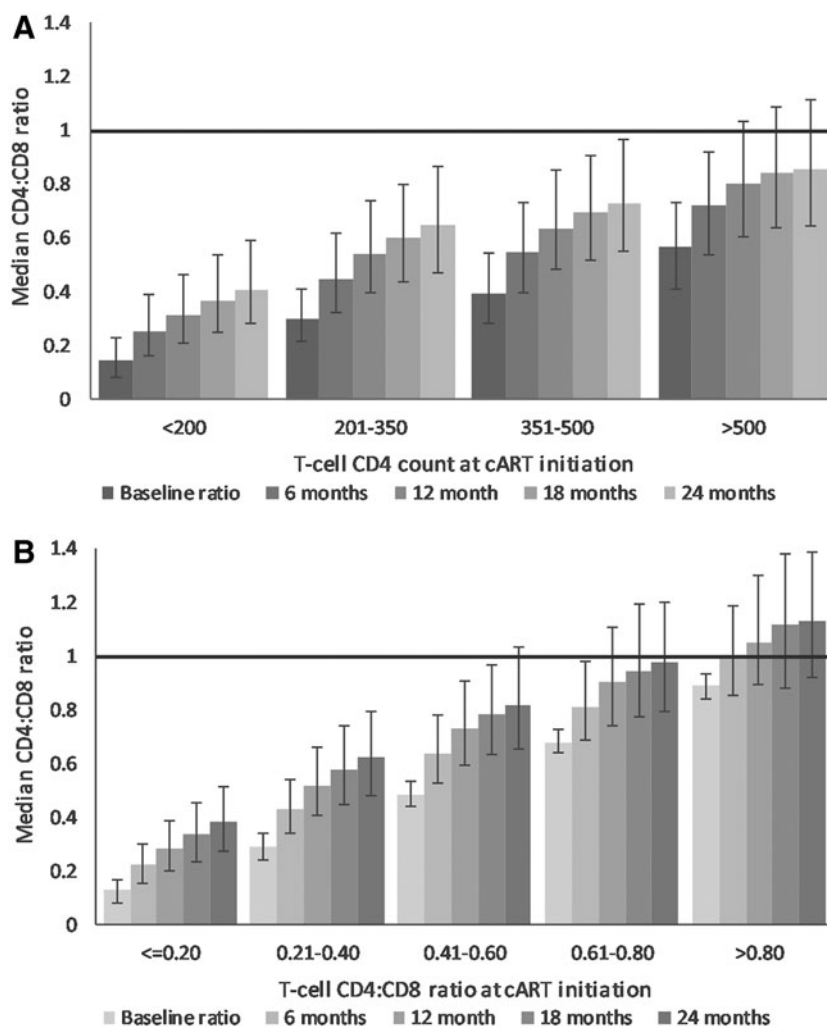 A
Median CD4:CD8 ratio
1.4
1.2
1
0.8
0.6
0.4
0.2
0
<200 201-350 351-500 >500
T-cell CD4 count at cART initiation
Baseline ratio 6 months 12 month 18 months 24 months
B
Median CD4:CD8 ratio
1.4
1.2
1
0.8
0.6
0.4
0.2
0
<=0.20 0.21-0.40 0.41-0.60 0.61-0.80 >0.80
T-cell CD4:CD8 ratio at cART initiation
Baseline ratio 6 months 12 month 18 months 24 months